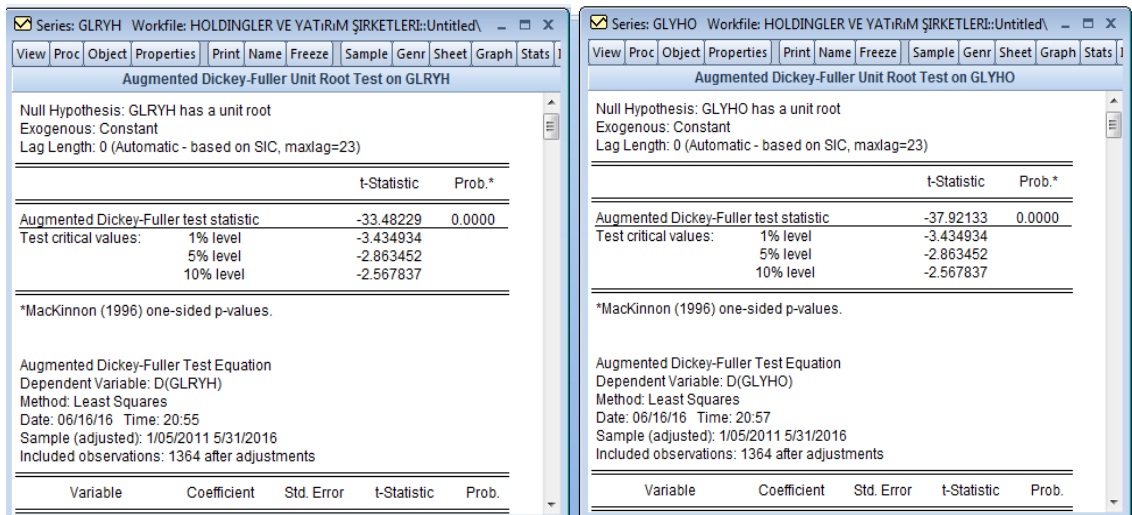 Series: GLRYH Workfile: HOLDINGLER VE YATıRıM ŞIRKETLERI::Untitled\
View Proc Object Properties Print Name Freeze Sample Genr Sheet Graph Stats
Augmented Dickey-Fuller Unit Root Test on GLRYH
Null Hypothesis: GLRYH has a unit root
Exogenous: Constant
Lag Length: 0 (Automatic - based on SIC, maxlag=23)
t-Statistic Prob.*
Augmented Dickey-Fuller test statistic -33.48229 0.0000
Test critical values: 1% level -3.434934
5% level -2.863452
10% level -2.567837
*MacKinnon (1996) one-sided p-values.
Augmented Dickey-Fuller Test Equation
Dependent Variable: D(GLRYH)
Method: Least Squares
Date: 06/16/16 Time: 20:55
Sample (adjusted): 1/05/2011 5/31/2016
Included observations: 1364 after adjustments
Variable Coefficient Std. Error t-Statistic Prob.
Series: GLYHO Workfile: HOLDINGLER VE YATıRıM ŞIRKETLERI::Untitled\
View Proc Object Properties Print Name Freeze Sample Genr Sheet Graph Stats
Augmented Dickey-Fuller Unit Root Test on GLYHO
Null Hypothesis: GLYHO has a unit root
Exogenous: Constant
Lag Length: 0 (Automatic - based on SIC, maxlag=23)
t-Statistic Prob.*
Augmented Dickey-Fuller test statistic -37.92133 0.0000
Test critical values: 1% level -3.434934
5% level -2.863452
10% level -2.567837
*MacKinnon (1996) one-sided p-values.
Augmented Dickey-Fuller Test Equation
Dependent Variable: D(GLYHO)
Method: Least Squares
Date: 06/16/16 Time: 20:57
Sample (adjusted): 1/05/2011 5/31/2016
Included observations: 1364 after adjustments
Variable Coefficient Std. Error t-Statistic Prob.